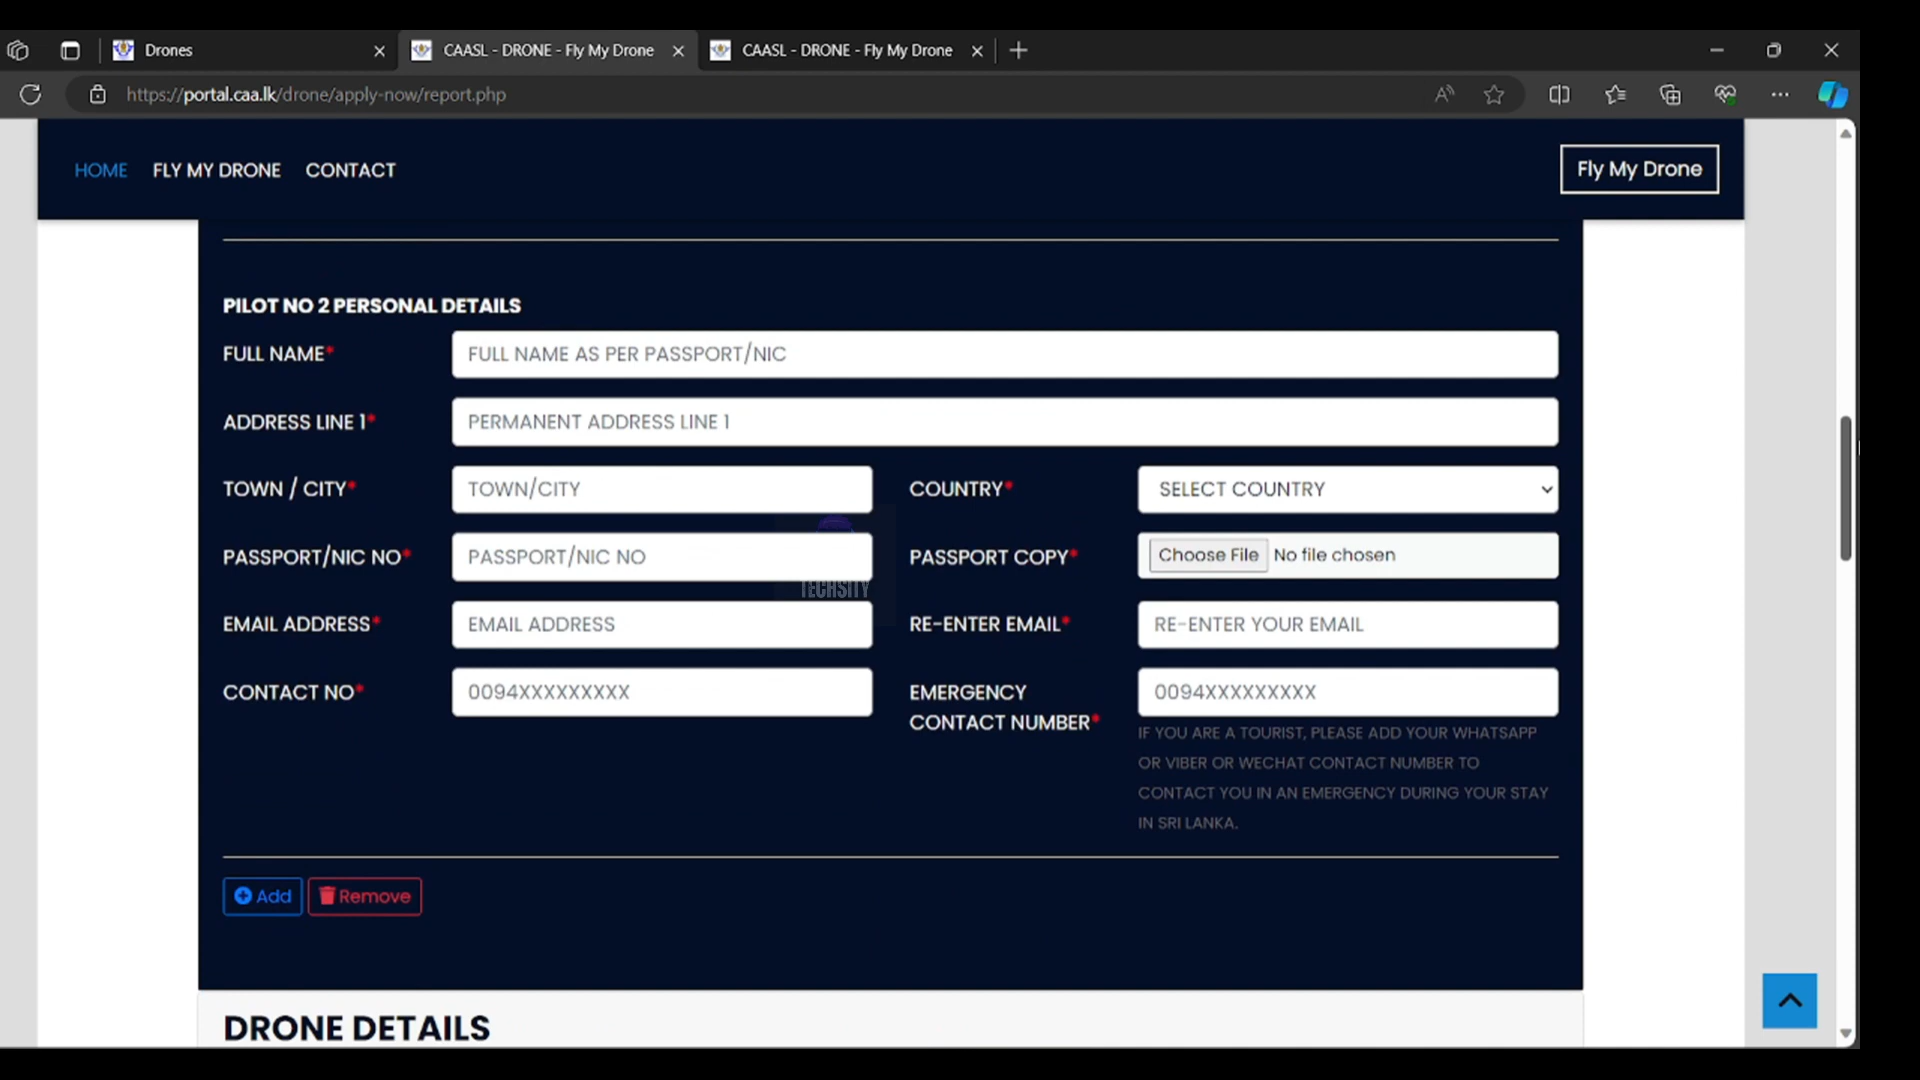 Drones
CAASL - DRONE - Fly My Drone
CAASL - DRONE - Fly My Drone
https://portal.caa.lk/drone/apply-now/report.php
HOME FLY MY DRONE CONTACT
Fly My Drone
PILOT NO 2 PERSONAL DETAILS
FULL NAME* FULL NAME AS PER PASSPORT/NIC
ADDRESS LINE 1* PERMANENT ADDRESS LINE 1
TOWN / CITY* TOWN/CITY COUNTRY* SELECT COUNTRY
PASSPORT/NIC NO* PASSPORT/NIC NO PASSPORT COPY* Choose File No file chosen
TECHSITY
EMAIL ADDRESS* EMAIL ADDRESS RE-ENTER EMAIL* RE-ENTER YOUR EMAIL
CONTACT NO* 0094XXXXXXXXX EMERGENCY CONTACT NUMBER* 0094XXXXXXXXX
IF YOU ARE A TOURIST, PLEASE ADD YOUR WHATSAPP
OR VIBER OR WECHAT CONTACT NUMBER TO
CONTACT YOU IN AN EMERGENCY DURING YOUR STAY
IN SRI LANKA.
Add Remove
DRONE DETAILS